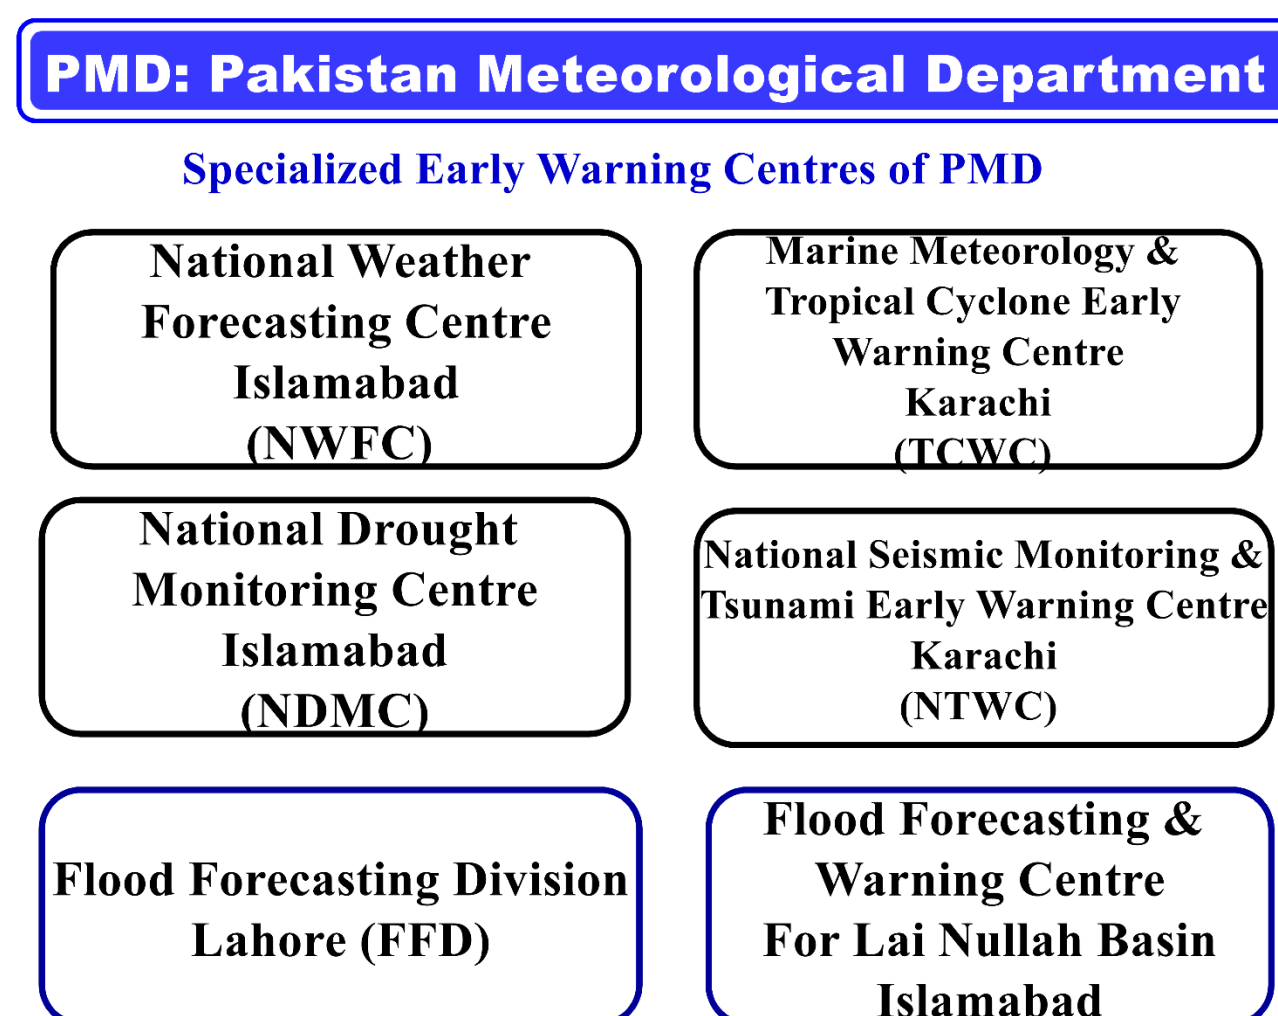 PMD: Pakistan Meteorological Department
Specialized Early Warning Centres of PMD
National Weather
Forecasting Centre
Islamabad
(NWFC)
Marine Meteorology &
Tropical Cyclone Early
Warning Centre
Karachi
(TCWC)
National Drought
Monitoring Centre
Islamabad
(NDMC)
National Seismic Monitoring &
Tsunami Early Warning Centre
Karachi
(NTWC)
Flood Forecasting Division
Lahore (FFD)
Flood Forecasting &
Warning Centre
For Lai Nullah Basin
Islamabad